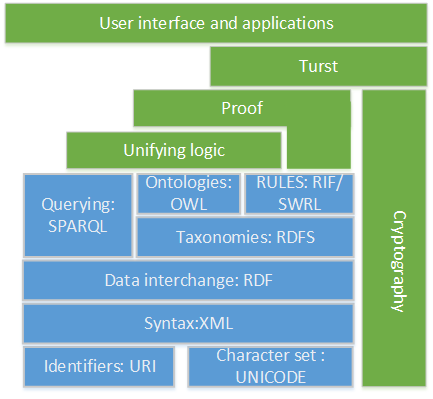 User interface and applications
Turst
Proof
Unifying logic
Querying:
SPARQL
Ontologies:
OWL
RULES: RIF/
SWRL
Taxonomies: RDFS
Data interchange: RDF
Syntax:XML
Identifiers: URI
Character set :
UNICODE
Cryptography